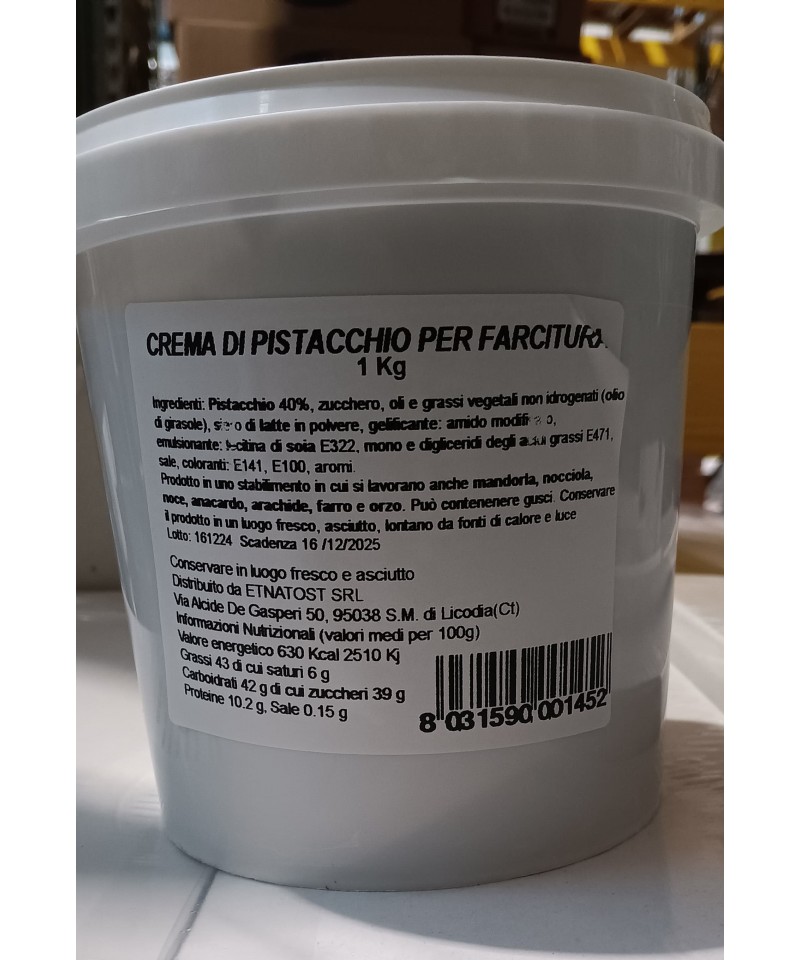 CREMA DI PISTACCHIO PER FARCITURA
1 Kg
Ingredienti: Pistacchio 40%, zucchero, oli e grassi vegetali non idrogenati (olio
di girasole), siero di latte in polvere, gelificante: amido
emulsionante: lecitina di soia E322, mono e digliceridi degli grassi E471,
sale, coloranti: E141, E100, aromi.
Prodotto in uno stabilimento in cui si lavorano anche mandorla, nocciola,
noce, anacardo, arachide, farro e orzo. Può contenenere gusci. Conservare
il prodotto in un luogo fresco, asciutto, lontano da fonti di calore e luce
Lotto: 161224 Scadenza 16 /12/2025
Conservare in luogo fresco e asciutto
Distribuito da ETNATOST SRL
Via Alcide De Gasperi 50, 95038 S.M. di Licodia(Ct)
Informazioni Nutrizionali (valori medi per 100g)
Valore energetico 630 Kcal 2510 Kj
Grassi 43 di cui saturi 6 g
Carboidrati 42 g di cui zuccheri 39 g
Proteine 10.2 g, Sale 0.15 g
8 031590 001452